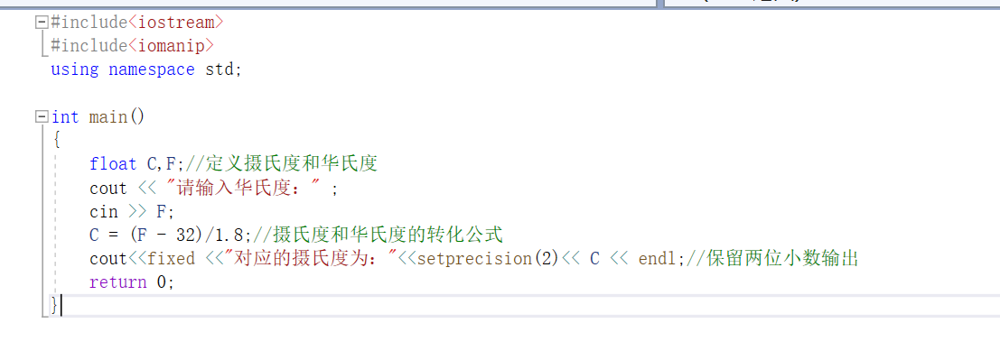 #include<iostream>
#include<iomanip>
using namespace std;
int main()
{
float C,F;//定义摄氏度和华氏度
cout << "请输入华氏度：" ;
cin >> F;
C = (F - 32)/1.8;//摄氏度和华氏度的转化公式
cout<<fixed <<"对应的摄氏度为："<<setprecision(2)<< C << endl;//保留两位小数输出
return 0;
}